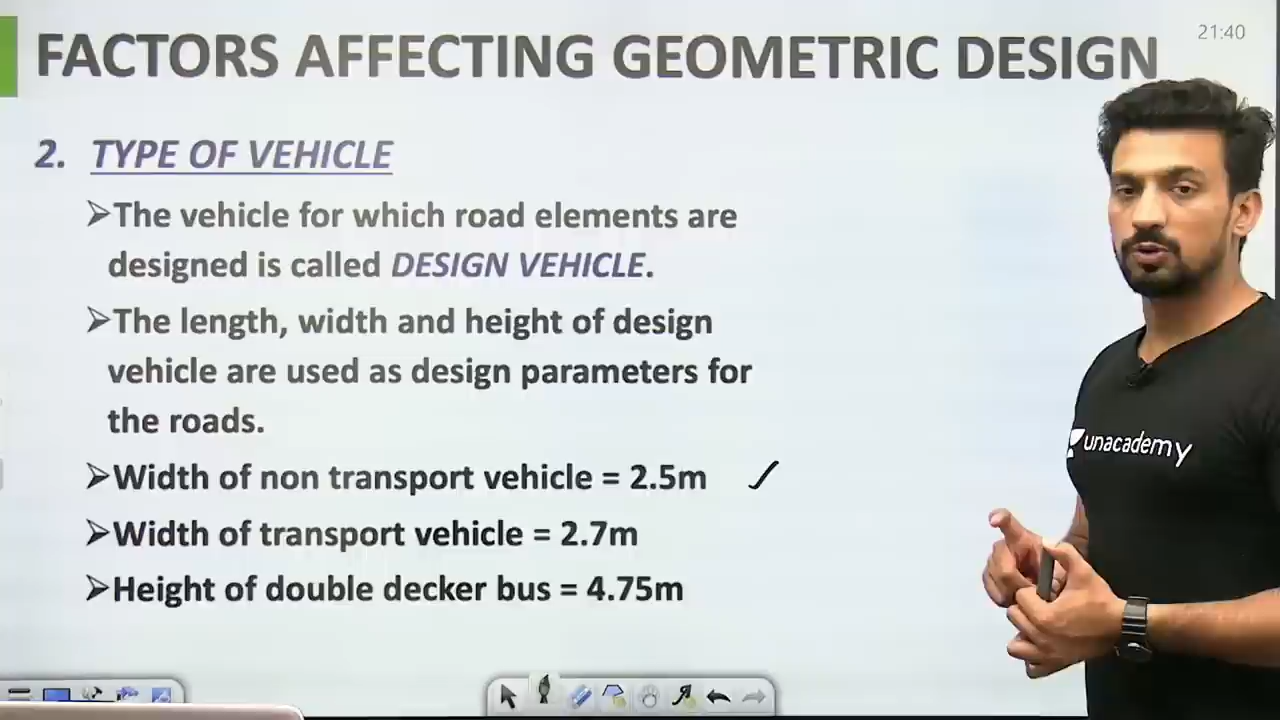 21:40
FACTORS AFFECTING GEOMETRIC DESIGN
2. TYPE OF VEHICLE
➢The vehicle for which road elements are
designed is called DESIGN VEHICLE.
➢The length, width and height of design
vehicle are used as design parameters for
the roads.
➢Width of non transport vehicle = 2.5m
➢Width of transport vehicle = 2.7m
➢Height of double decker bus = 4.75m
unacademy